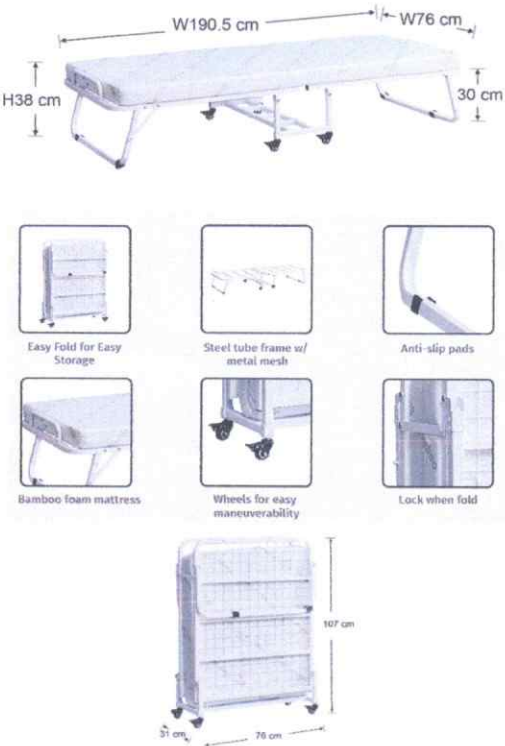 W190.5 cm
W76 cm
H38 cm
30 cm
Easy Fold for Easy
Storage
Steel tube frame w/
metal mesh
Anti-slip pads
Bamboo foam mattress
Wheels for easy
maneuverability
Lock when fold
107 cm
31 cm
76 cm